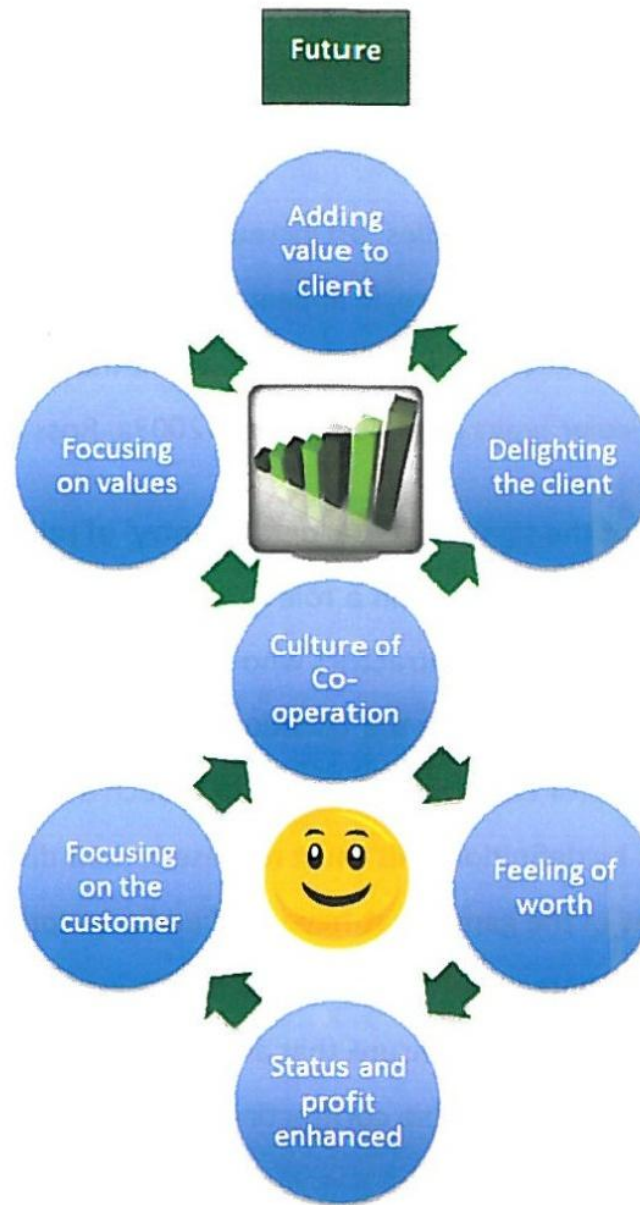 Future
Adding
value to
client
Focusing
on values
Delighting
the client
Culture of
Co-
operation
Focusing
on the
customer
Feeling of
worth
Status and
profit
enhanced